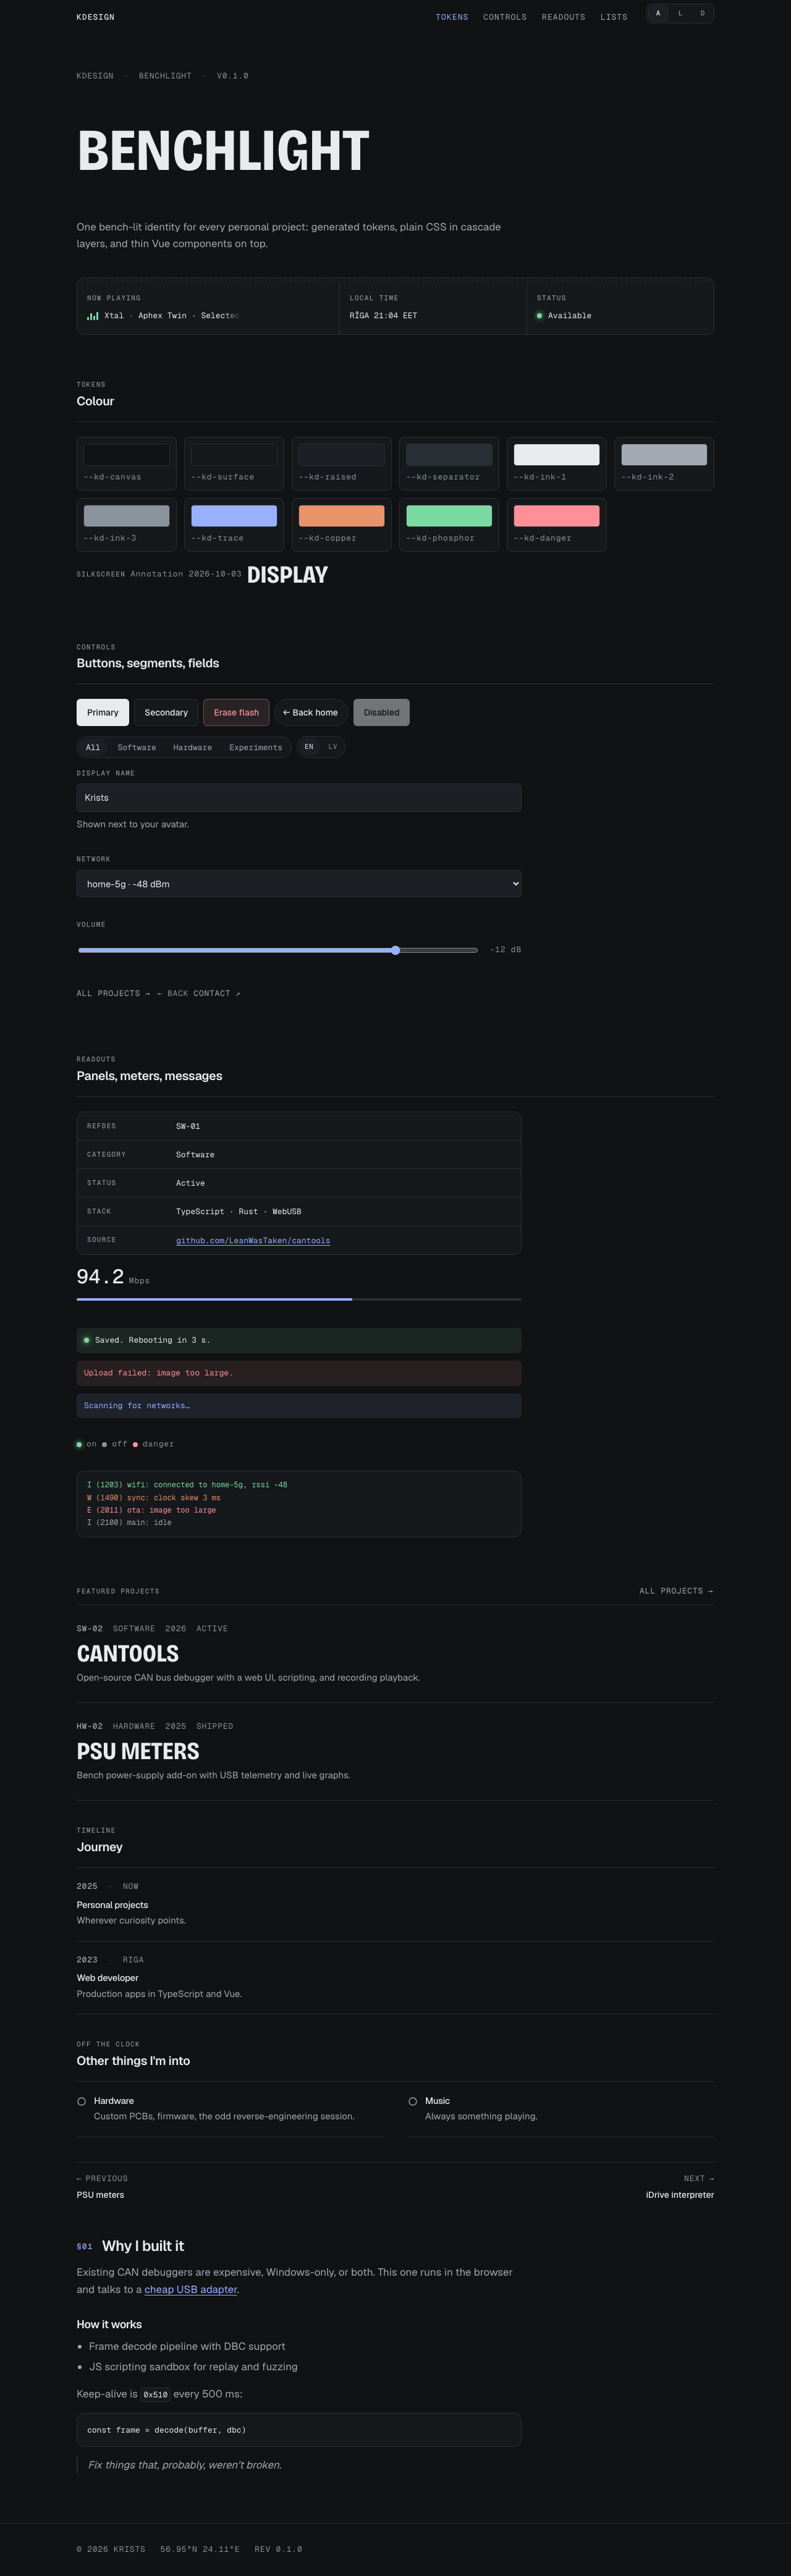 KDESIGN
TOKENS CONTROLS READOUTS LISTS A L D
KDESIGN — BENCHLIGHT — V0.1.0
BENCHLIGHT
One bench-lit identity for every personal project: generated tokens, plain CSS in cascade
layers, and thin Vue components on top.
NOW PLAYING
Xtal · Aphex Twin · Selected
LOCAL TIME
RĪGA 21:04 EET
STATUS
Available
TOKENS
Colour
--kd-canvas
--kd-surface
--kd-raised
--kd-separator
--kd-ink-1
--kd-ink-2
--kd-ink-3
--kd-trace
--kd-copper
--kd-phosphor
--kd-danger
SILKSCREEN Annotation 2026-10-03 DISPLAY
CONTROLS
Buttons, segments, fields
Primary Secondary Erase flash ← Back home Disabled
All Software Hardware Experiments EN LV
DISPLAY NAME
Krists
Shown next to your avatar.
NETWORK
home-5g · -48 dBm
VOLUME
-12 dB
ALL PROJECTS → ← BACK CONTACT ↗
READOUTS
Panels, meters, messages
REFDES SW-01
CATEGORY Software
STATUS Active
STACK TypeScript · Rust · WebUSB
SOURCE github.com/LeanWasTaken/cantools
94.2 Mbps
Saved. Rebooting in 3 s.
Upload failed: image too large.
Scanning for networks…
on off danger
I (1203) wifi: connected to home-5g, rssi -48
W (1490) sync: clock skew 3 ms
E (2011) ota: image too large
I (2100) main: idle
FEATURED PROJECTS ALL PROJECTS →
SW-02 SOFTWARE 2026 ACTIVE
CANTOOLS
Open-source CAN bus debugger with a web UI, scripting, and recording playback.
HW-02 HARDWARE 2025 SHIPPED
PSU METERS
Bench power-supply add-on with USB telemetry and live graphs.
TIMELINE
Journey
2025 — NOW
Personal projects
Wherever curiosity points.
2023 — RIGA
Web developer
Production apps in TypeScript and Vue.
OFF THE CLOCK
Other things I'm into
Hardware
Custom PCBs, firmware, the odd reverse-engineering session.
Music
Always something playing.
← PREVIOUS
PSU meters
NEXT →
iDrive interpreter
§01 Why I built it
Existing CAN debuggers are expensive, Windows-only, or both. This one runs in the browser
and talks to a cheap USB adapter.
How it works
• Frame decode pipeline with DBC support
• JS scripting sandbox for replay and fuzzing
Keep-alive is 0x510 every 500 ms:
const frame = decode(buffer, dbc)
Fix things that, probably, weren't broken.
© 2026 KRISTS 56.95°N 24.11°E REV 0.1.0